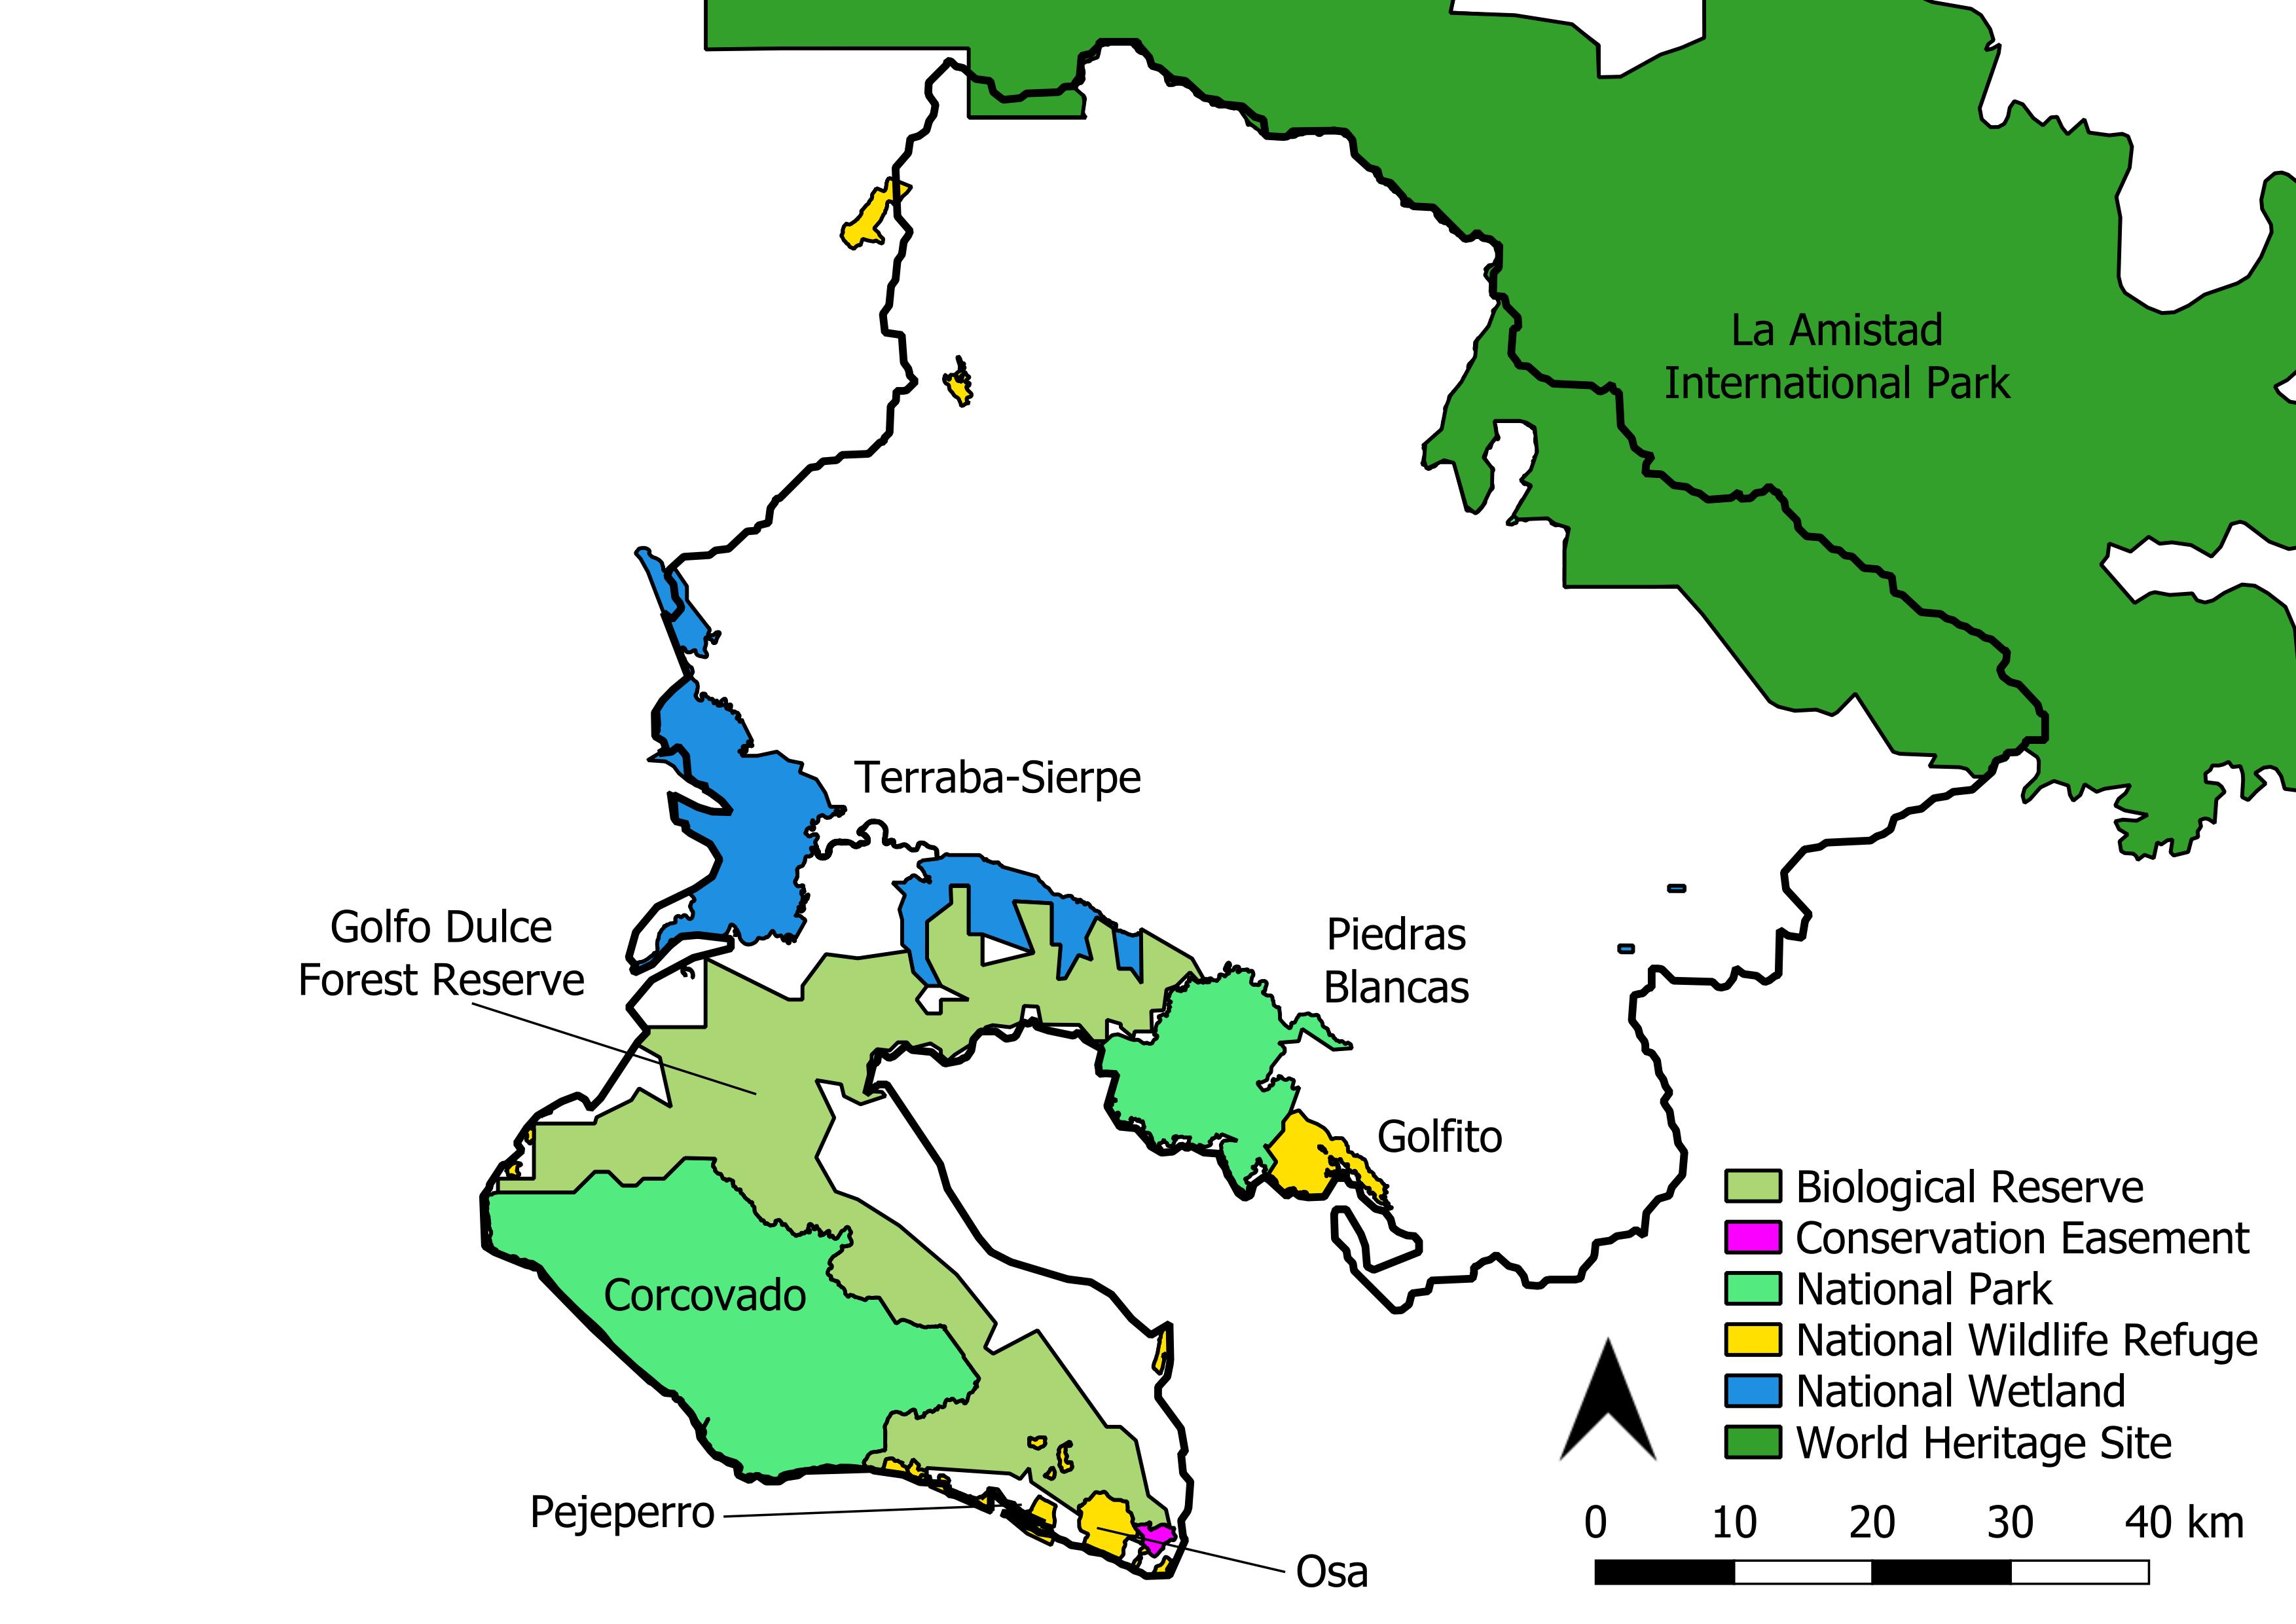 La Amistad
International Park
Terraba-Sierpe
Golfo Dulce
Forest Reserve
Piedras
Blancas
Golfito
Corcovado
Pejeperro
Osa
Biological Reserve
Conservation Easement
National Park
National Wildlife Refuge
National Wetland
World Heritage Site
0 10 20 30 40 km